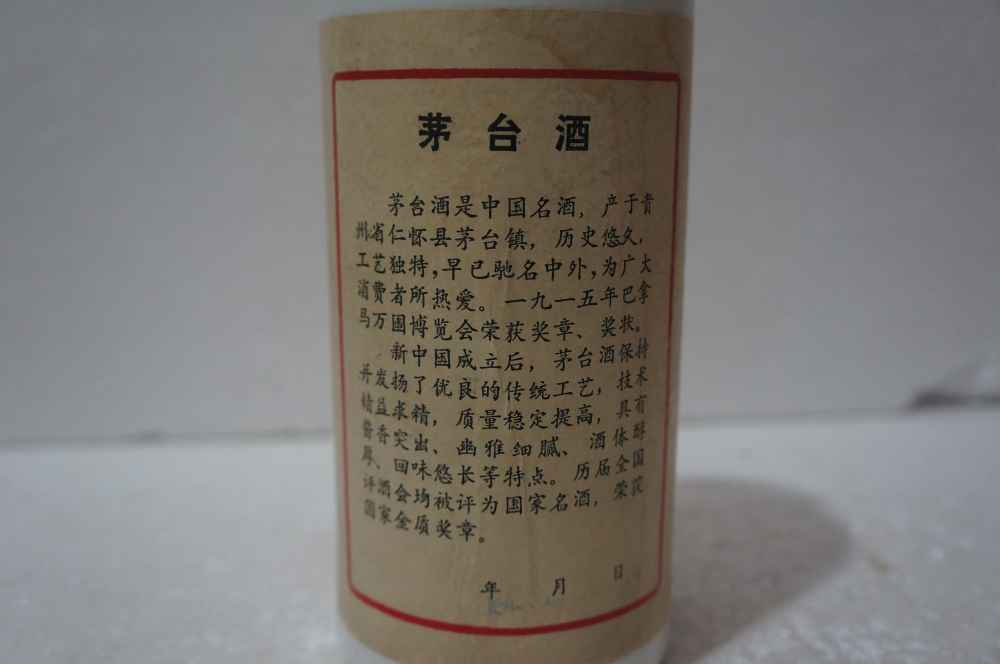 茅台酒
茅台酒是中国名酒，产于贵
州省仁怀县茅台镇，历史悠久，
工艺独特，早已驰名中外，为广大
消费者所热爱。一九一五年巴拿
马万国博览会荣获奖章、奖状。
新中国成立后，茅台酒保持
并发扬了优良的传统工艺，技术
精益求精，质量稳定提高，具有
酱香突出、幽雅细腻、酒体醇
厚、回味悠长等特点。历届全国
评酒会均被评为国家名酒，荣获
国家金质奖章。
年 月 日